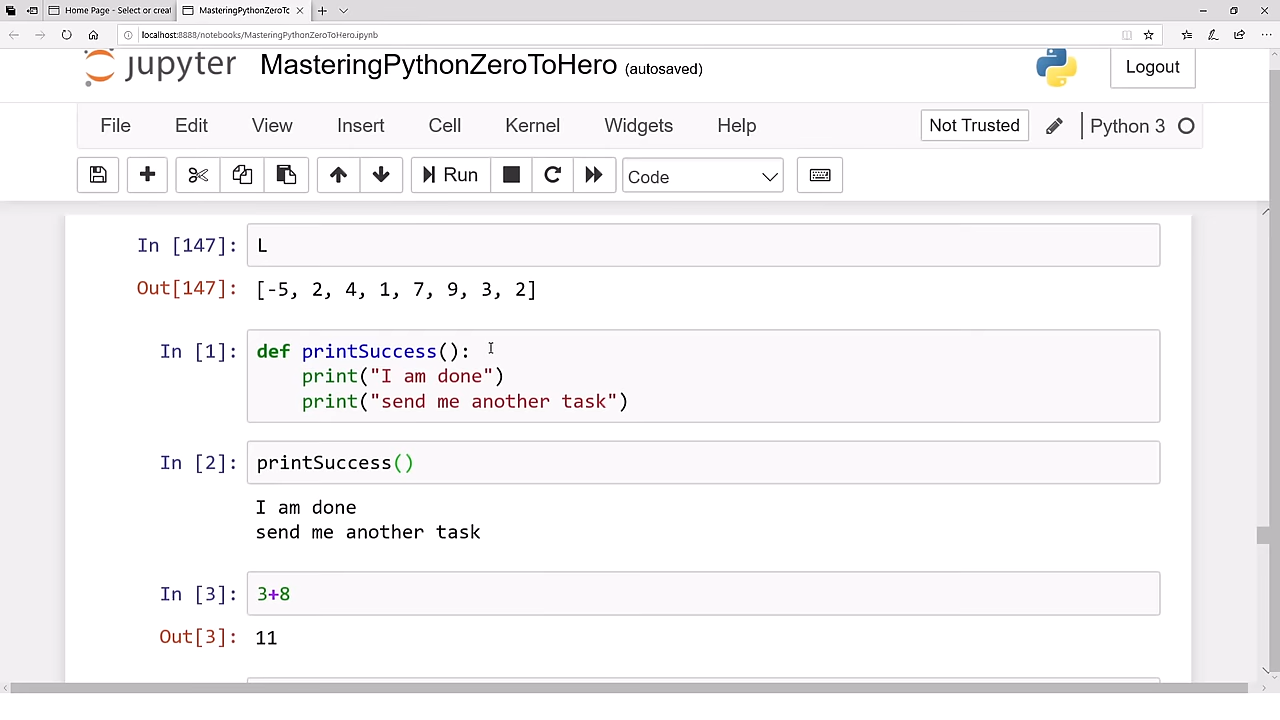 Home Page - Select or creat
MasteringPythonZeroToC
localhost:8888/notebooks/MasteringPythonZeroToHero.ipynb
jupyter MasteringPythonZeroToHero (autosaved)
Logout
File Edit View Insert Cell Kernel Widgets Help
Not Trusted
Python 3
Run
Code
In [147]: L
Out[147]: [-5, 2, 4, 1, 7, 9, 3, 2]
In [1]: def printSuccess():
print("I am done")
print("send me another task")
In [2]: printSuccess()
I am done
send me another task
In [3]: 3+8
Out[3]: 11